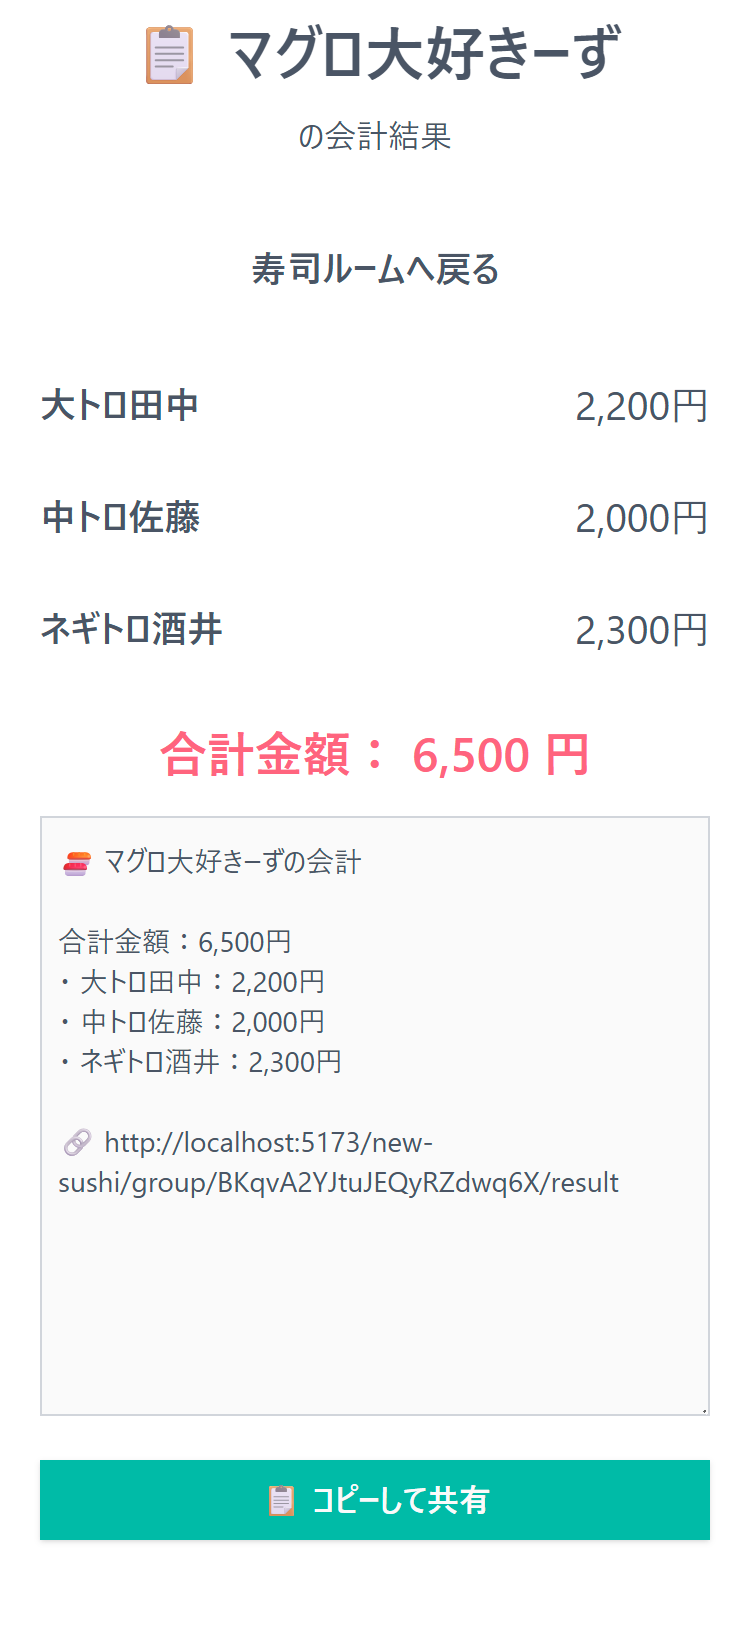 📋 マグロ大好きーず
の会計結果
寿司ルームへ戻る
大トロ田中 2,200円
中トロ佐藤 2,000円
ネギトロ酒井 2,300円
合計金額： 6,500 円
🍣 マグロ大好きーずの会計
合計金額：6,500円
・大トロ田中：2,200円
・中トロ佐藤：2,000円
・ネギトロ酒井：2,300円
🔗 http://localhost:5173/new-
sushi/group/BKqvA2YJtuJEQyRZdwq6X/result
📋 コピーして共有